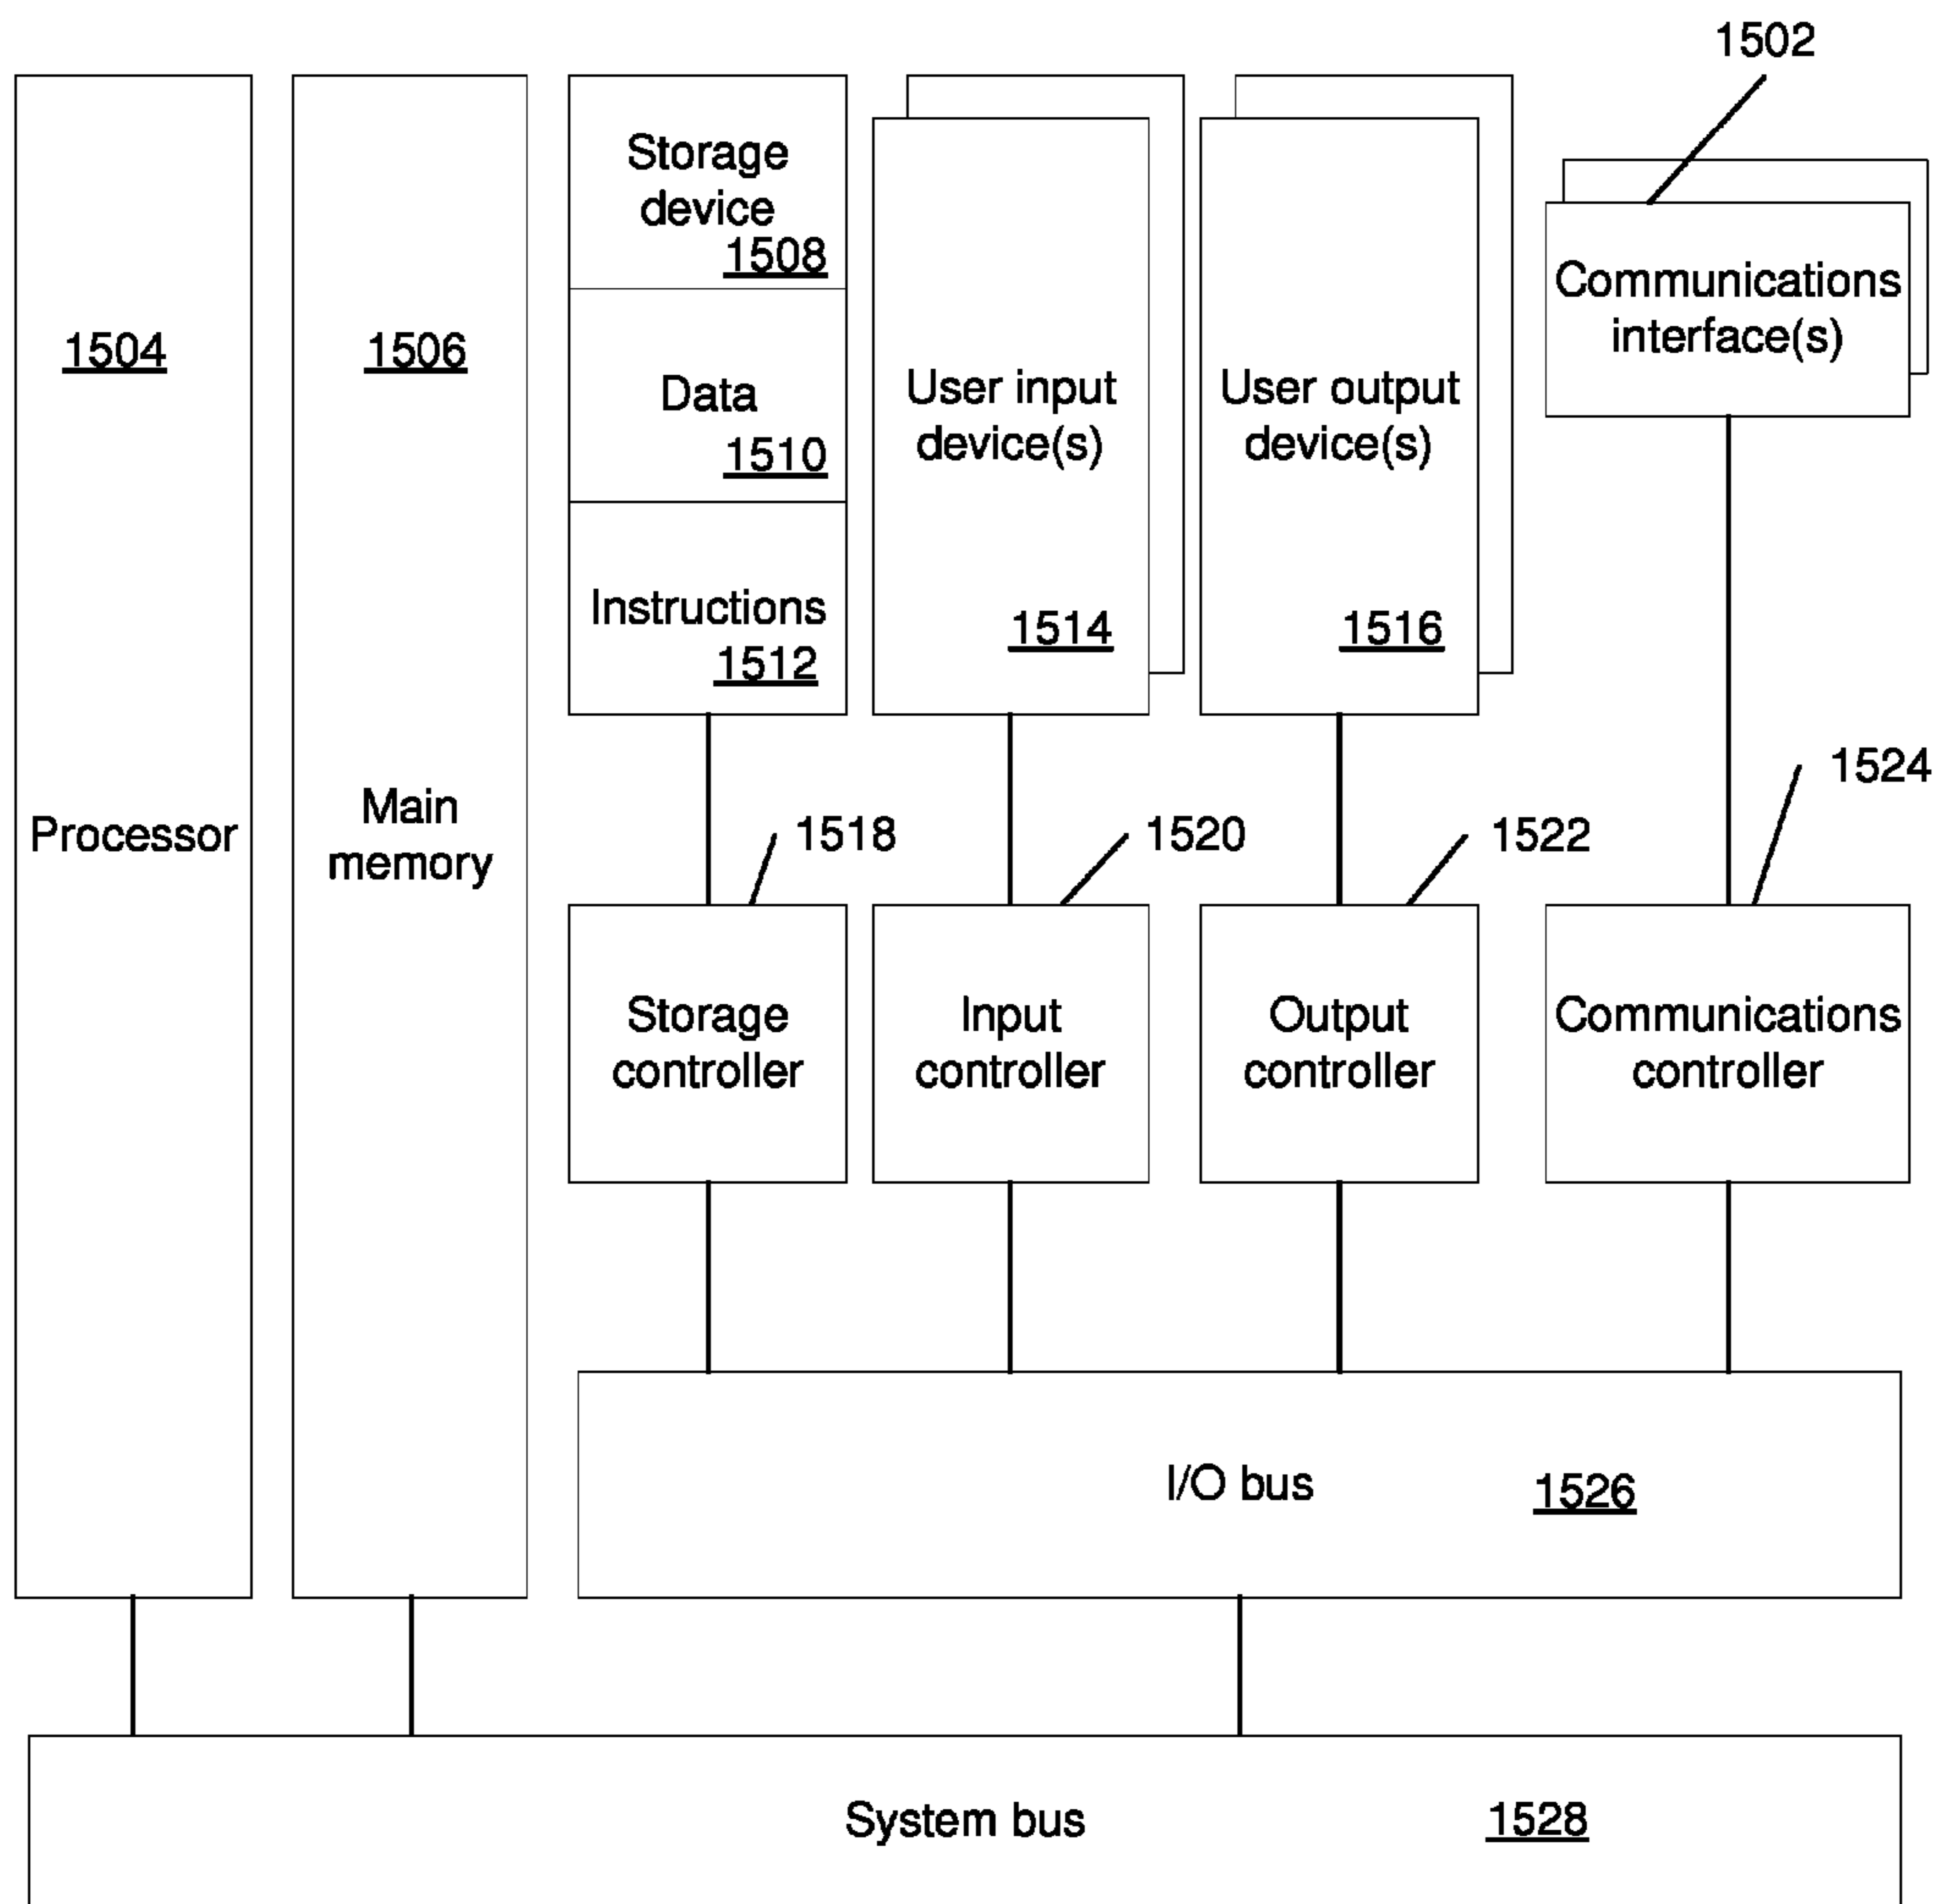 1502
Storage
device
1508
1504
1506
Data
1510
User input
device(s)
User output
device(s)
Communications
interface(s)
Instructions
1512
1514
1516
Processor
Main
memory
1518
1520
1522
1524
Storage
controller
Input
controller
Output
controller
Communications
controller
I/O bus
1526
System bus
1528